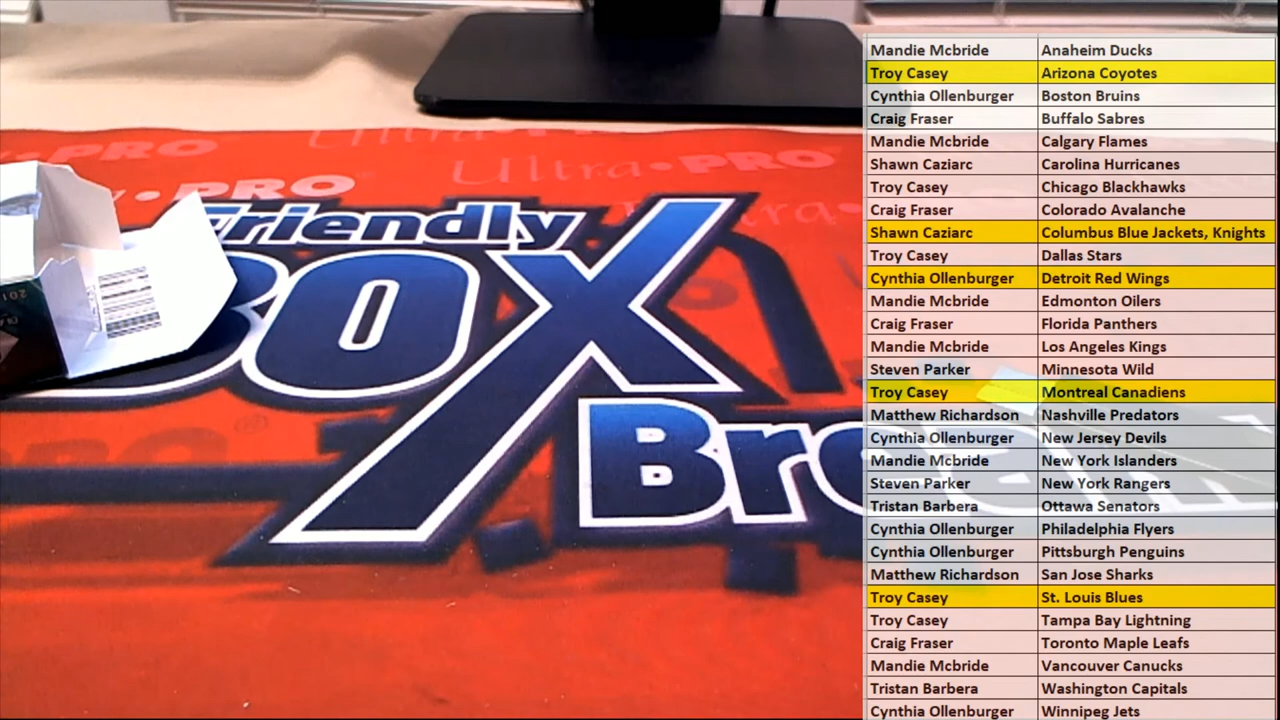 Ultra•PRO
Ultra•PRO
PRO
Friendly
BOX
Bre
201
Mandie Mcbride Anaheim Ducks
Troy Casey Arizona Coyotes
Cynthia Ollenburger Boston Bruins
Craig Fraser Buffalo Sabres
Mandie Mcbride Calgary Flames
Shawn Caziarc Carolina Hurricanes
Troy Casey Chicago Blackhawks
Craig Fraser Colorado Avalanche
Shawn Caziarc Columbus Blue Jackets, Knights
Troy Casey Dallas Stars
Cynthia Ollenburger Detroit Red Wings
Mandie Mcbride Edmonton Oilers
Craig Fraser Florida Panthers
Mandie Mcbride Los Angeles Kings
Steven Parker Minnesota Wild
Troy Casey Montreal Canadiens
Matthew Richardson Nashville Predators
Cynthia Ollenburger New Jersey Devils
Mandie Mcbride New York Islanders
Steven Parker New York Rangers
Tristan Barbera Ottawa Senators
Cynthia Ollenburger Philadelphia Flyers
Cynthia Ollenburger Pittsburgh Penguins
Matthew Richardson San Jose Sharks
Troy Casey St. Louis Blues
Troy Casey Tampa Bay Lightning
Craig Fraser Toronto Maple Leafs
Mandie Mcbride Vancouver Canucks
Tristan Barbera Washington Capitals
Cynthia Ollenburger Winnipeg Jets